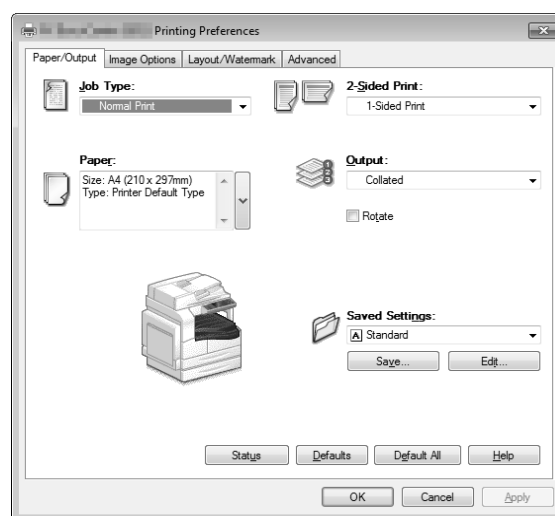 Printing Preferences
Paper/Output Image Options Layout/Watermark Advanced
Job Type:
Normal Print
2-Sided Print:
1-Sided Print
Paper:
Size: A4 (210 x 297mm)
Type: Printer Default Type
Output:
Collated
Rotate
Saved Settings:
A Standard
Save... Edit...
Status Defaults Default All Help
OK Cancel Apply